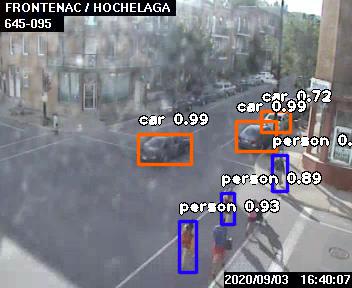 FRONTENAC / HOCHELAGA
645-095
car 0.72
car 0.99
car 0.99
person 0.
person 0.89
person 0.93
2020/09/03 16:40:07